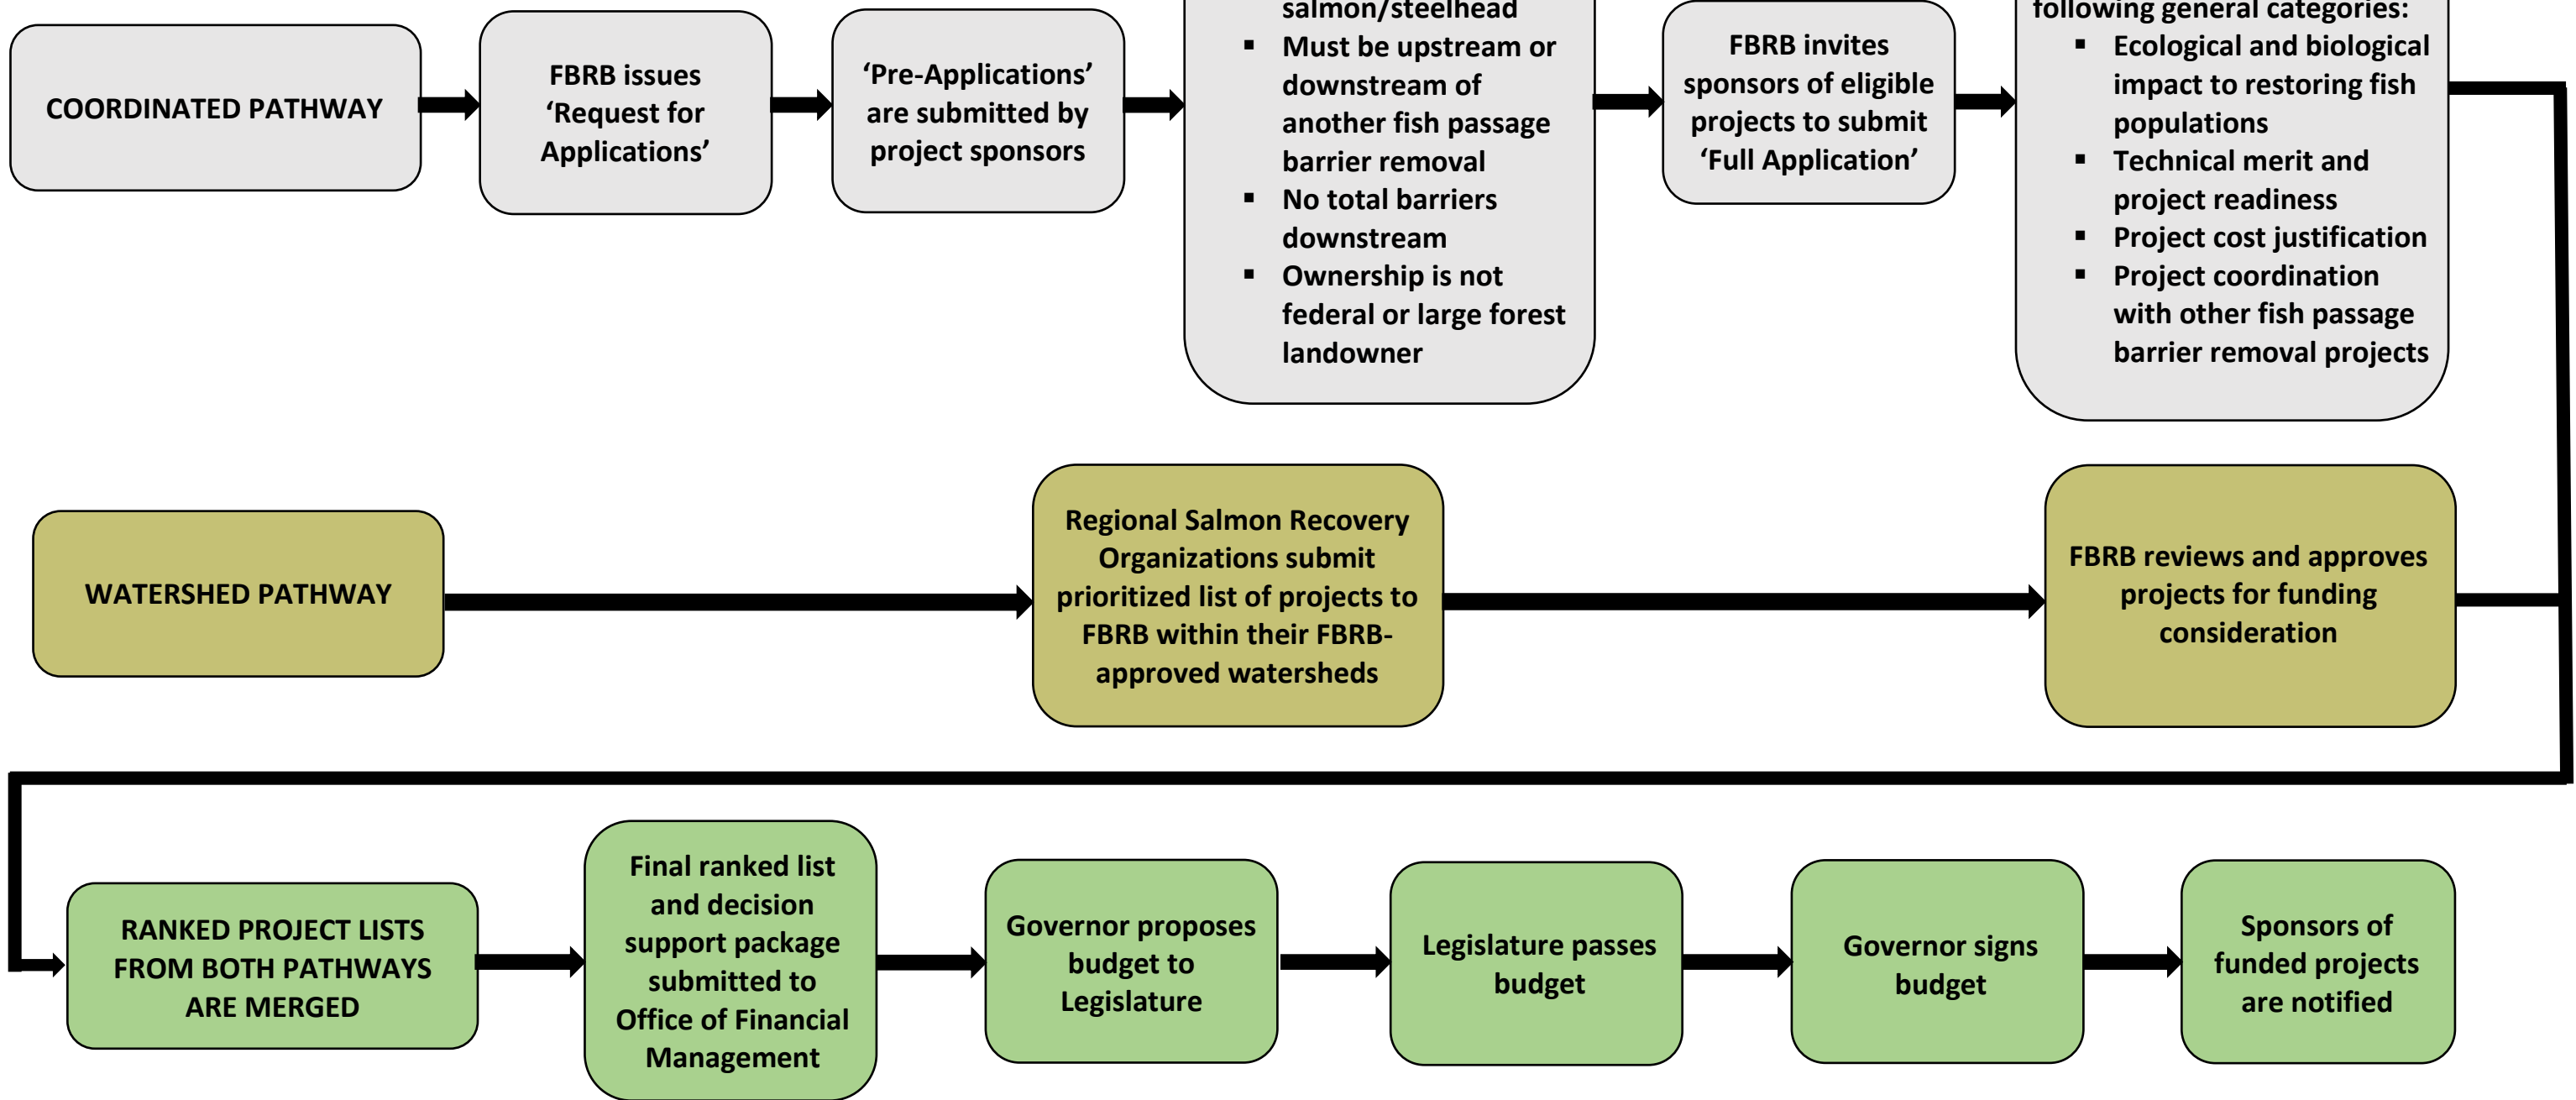 COORDINATED PATHWAY
FBRB issues
‘Request for
Applications’
‘Pre-Applications’
are submitted by
project sponsors
salmon/steelhead
▪ Must be upstream or
downstream of
another fish passage
barrier removal
▪ No total barriers
downstream
▪ Ownership is not
federal or large forest
landowner
FBRB invites
sponsors of eligible
projects to submit
‘Full Application’
following general categories:
▪ Ecological and biological
impact to restoring fish
populations
▪ Technical merit and
project readiness
▪ Project cost justification
▪ Project coordination
with other fish passage
barrier removal projects
WATERSHED PATHWAY
Regional Salmon Recovery
Organizations submit
prioritized list of projects to
FBRB within their FBRB-
approved watersheds
FBRB reviews and approves
projects for funding
consideration
RANKED PROJECT LISTS
FROM BOTH PATHWAYS
ARE MERGED
Final ranked list
and decision
support package
submitted to
Office of Financial
Management
Governor proposes
budget to
Legislature
Legislature passes
budget
Governor signs
budget
Sponsors of
funded projects
are notified